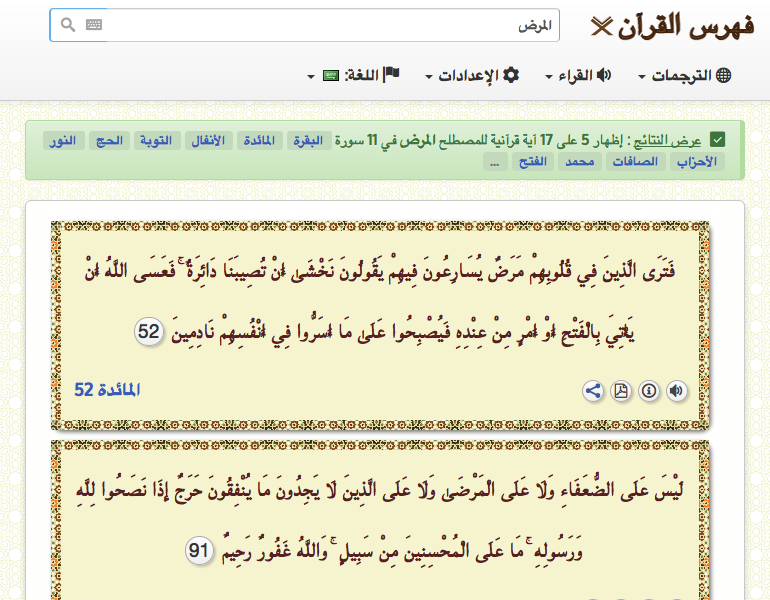 فهرس القرآن
المرض
الترجمات
القراء
الإعدادات
اللغة:
عرض النتائج : إظهار 5 على 17 آية قرآنية للمصطلح المرض في 11 سورة البقرة المائدة الأنفال التوبة الحج النور
الأحزاب الصافات محمد الفتح ...
فَتَرَى الَّذِينَ فِي قُلُوبِهِمْ مَرَضٌ يُسَارِعُونَ فِيهِمْ يَقُولُونَ نَخْشَىٰ أَنْ تُصِيبَنَا دَائِرَةٌ ۚ فَعَسَى اللَّهُ أَنْ
يَأْتِيَ بِالْفَتْحِ أَوْ أَمْرٍ مِنْ عِنْدِهِ فَيُصْبِحُوا عَلَىٰ مَا أَسَرُّوا فِي أَنْفُسِهِمْ نَادِمِينَ 52
المائدة 52
لَيْسَ عَلَى الضُّعَفَاءِ وَلَا عَلَى الْمَرْضَىٰ وَلَا عَلَى الَّذِينَ لَا يَجِدُونَ مَا يُنْفِقُونَ حَرَجٌ إِذَا نَصَحُوا لِلَّهِ
وَرَسُولِهِ ۚ مَا عَلَى الْمُحْسِنِينَ مِنْ سَبِيلٍ ۚ وَاللَّهُ غَفُورٌ رَحِيمٌ 91